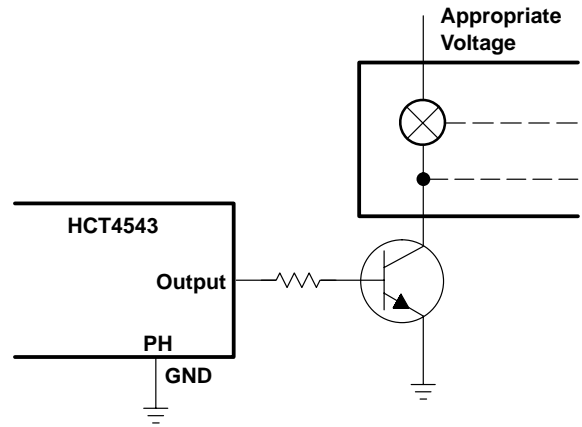 Appropriate
Voltage
HCT4543
Output
PH
GND